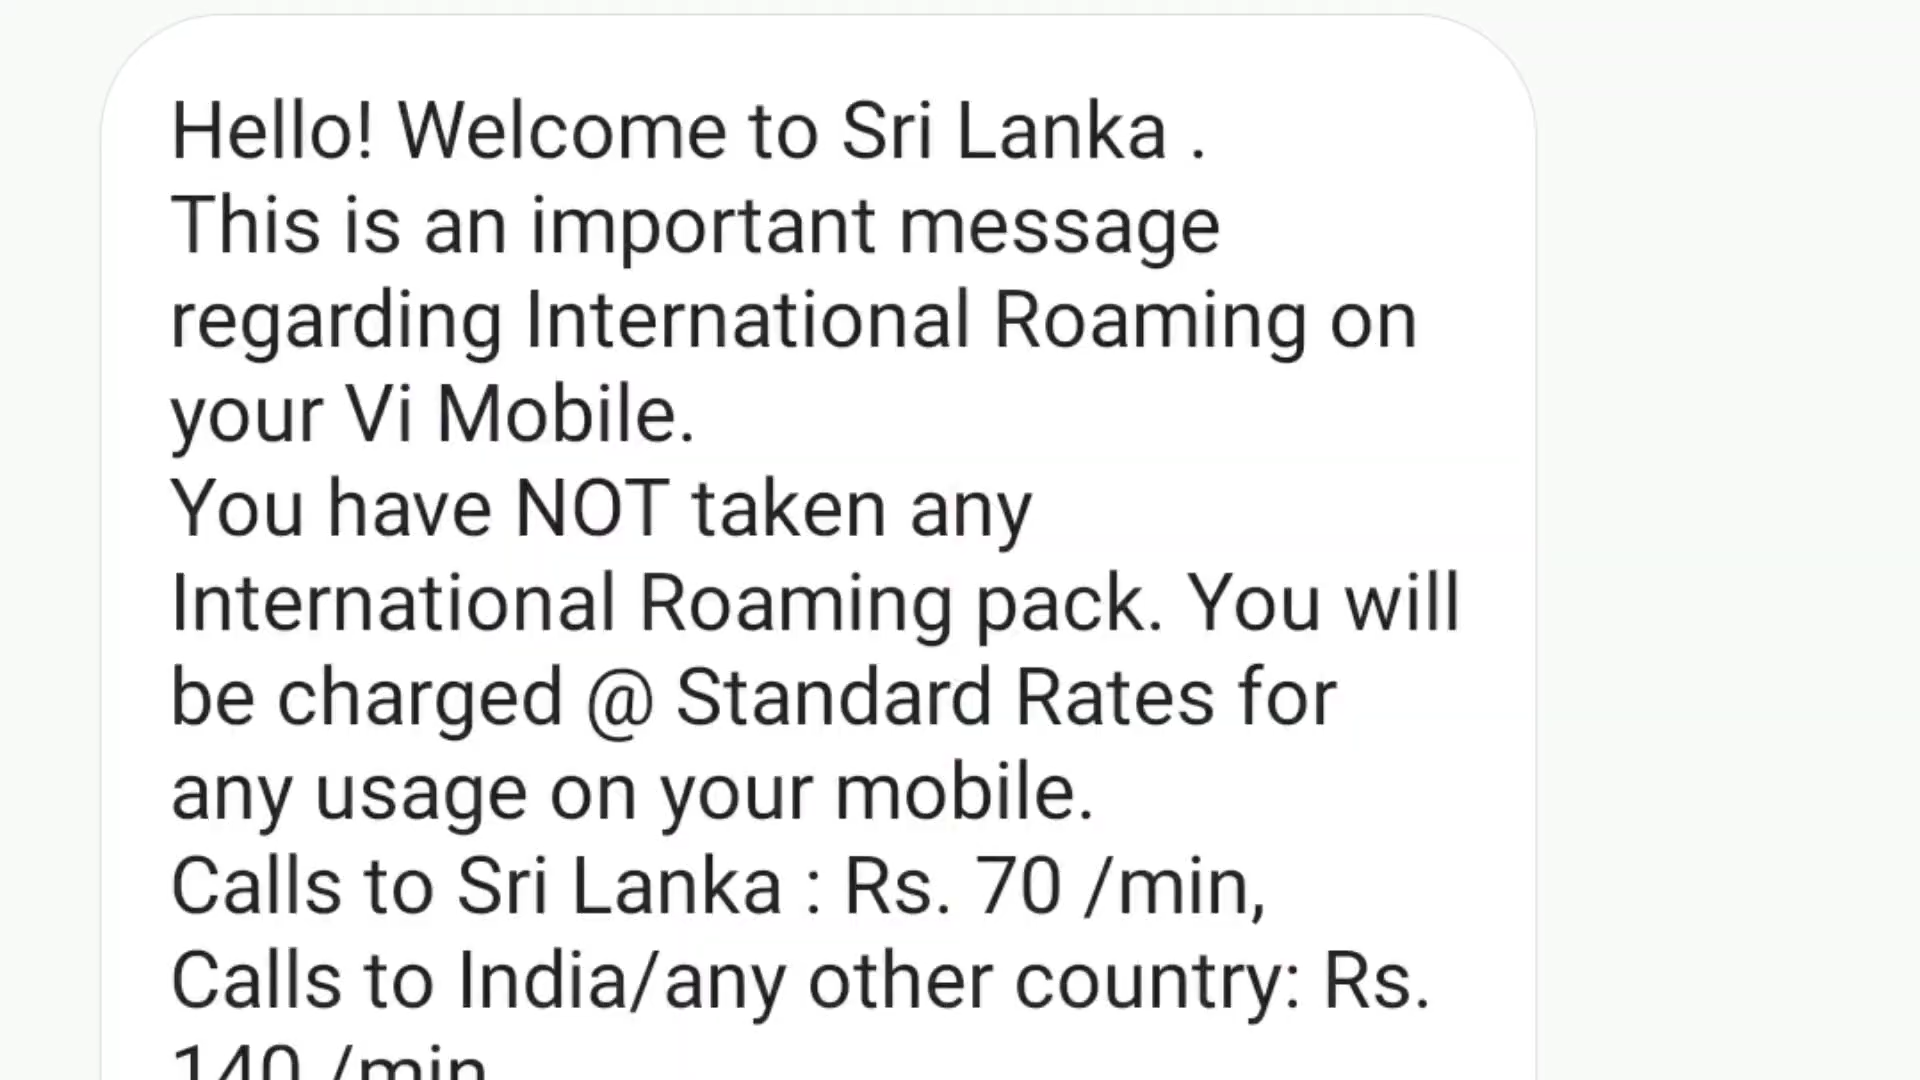 Hello! Welcome to Sri Lanka .
This is an important message
regarding International Roaming on
your Vi Mobile.
You have NOT taken any
International Roaming pack. You will
be charged @ Standard Rates for
any usage on your mobile.
Calls to Sri Lanka : Rs. 70 /min,
Calls to India/any other country: Rs.
140 /min